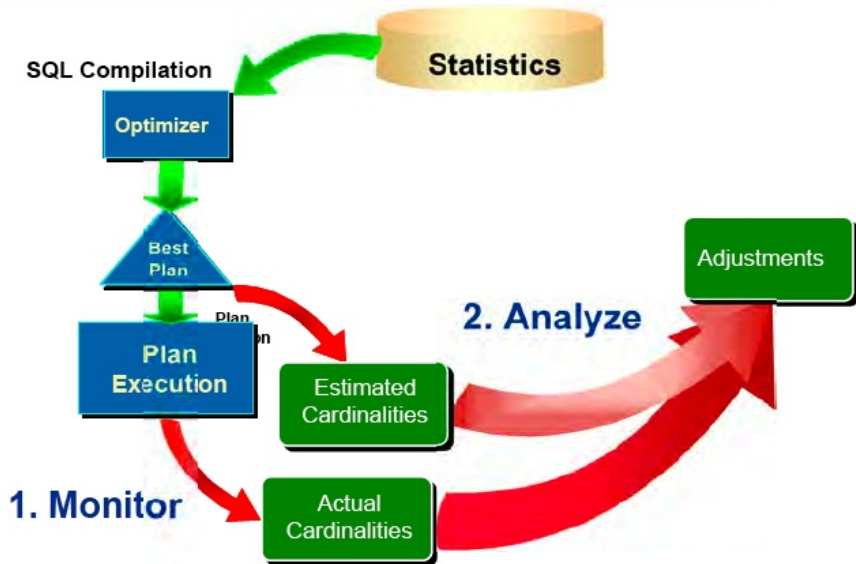 Statistics
SQL Compilation
Optimizer
Best
Plan
Plan
Plan
Execution
Estimated
Cardinalities
2. Analyze
Adjustments
1. Monitor
Actual
Cardinalities